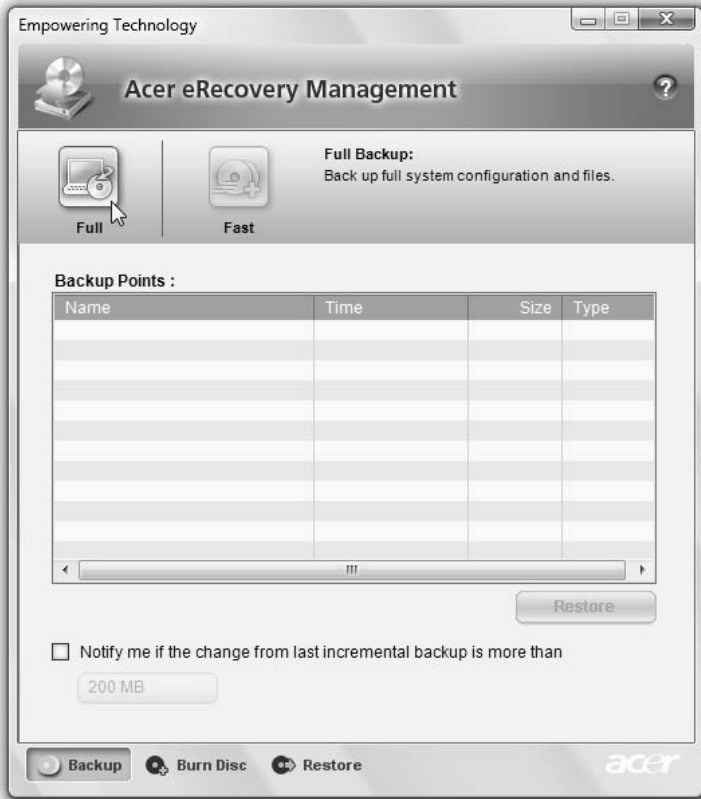 Empowering Technology
Acer eRecovery Management
?
Full
Fast
Full Backup:
Back up full system configuration and files.
Backup Points :
Name Time Size Type
Restore
Notify me if the change from last incremental backup is more than
200 MB
Backup Burn Disc Restore
acer